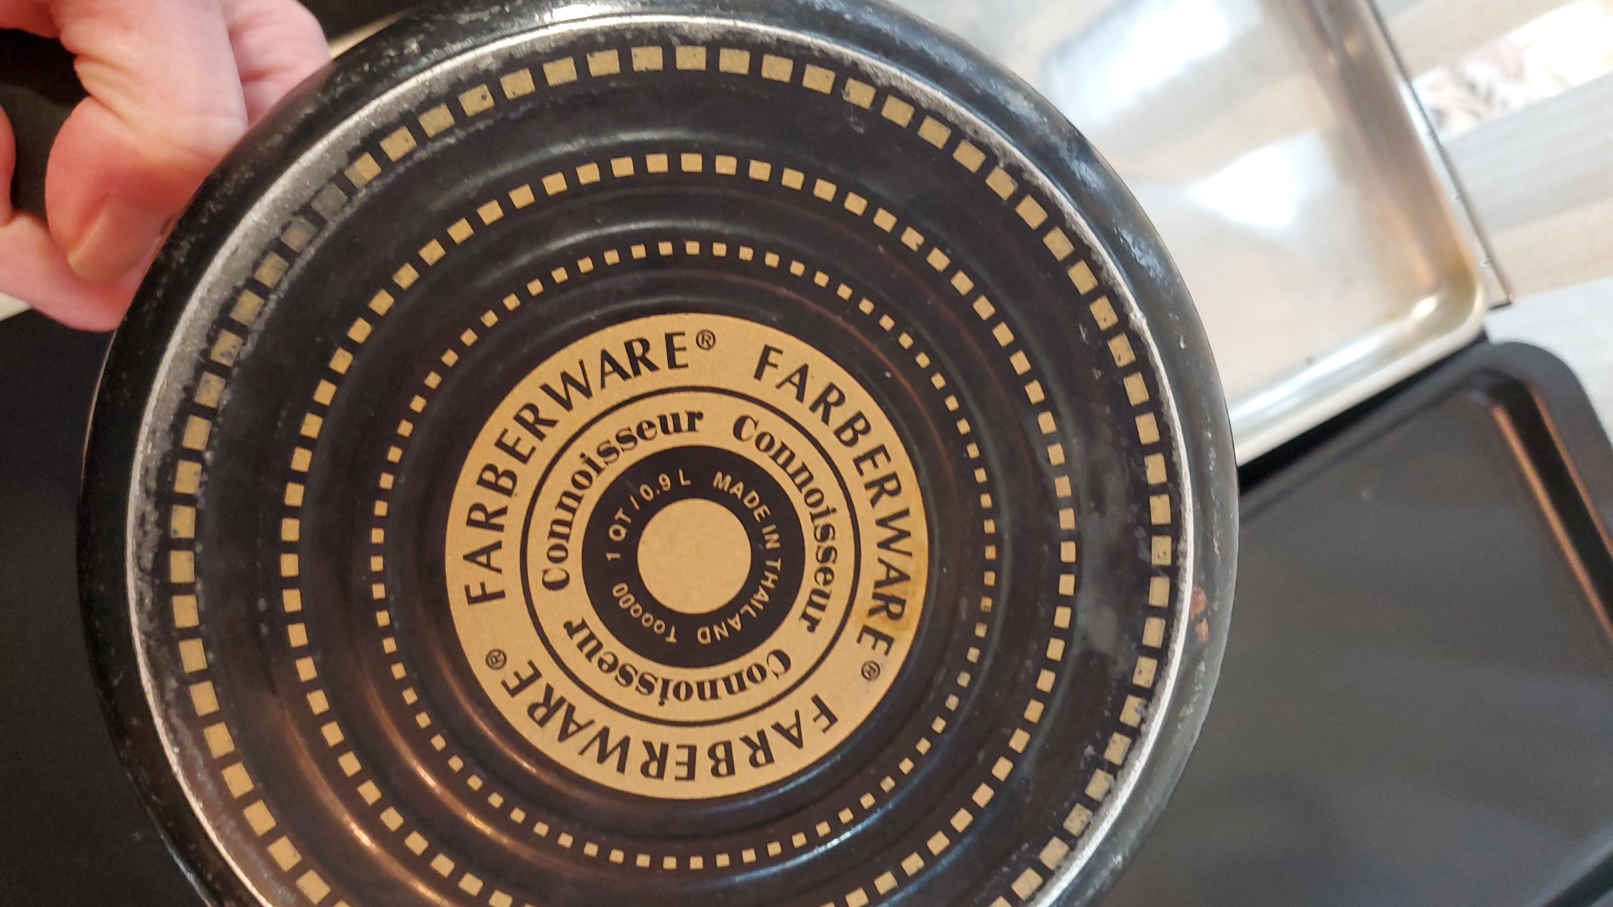 FARBERWARE® FARBERWARE® FARBERWARE®
Connoisseur Connoisseur Connoisseur
1 QT / 0.9 L MADE IN THAILAND T00000